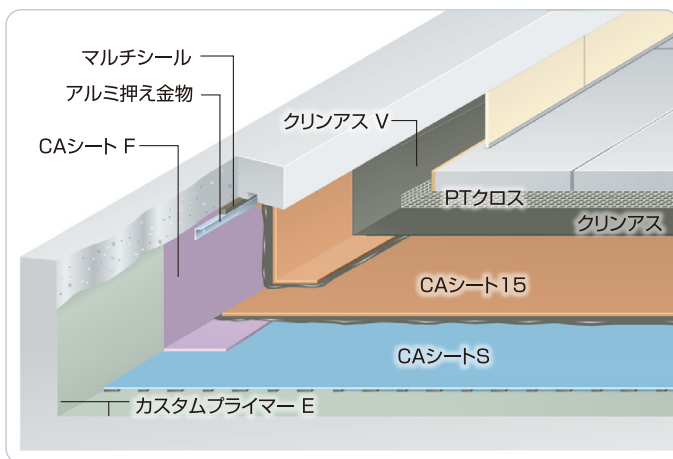 マルチシール
アルミ押え金物
CAシート F
クリンアス V
PTクロス
クリンアス
CAシート15
CAシートS
カスタムプライマー E